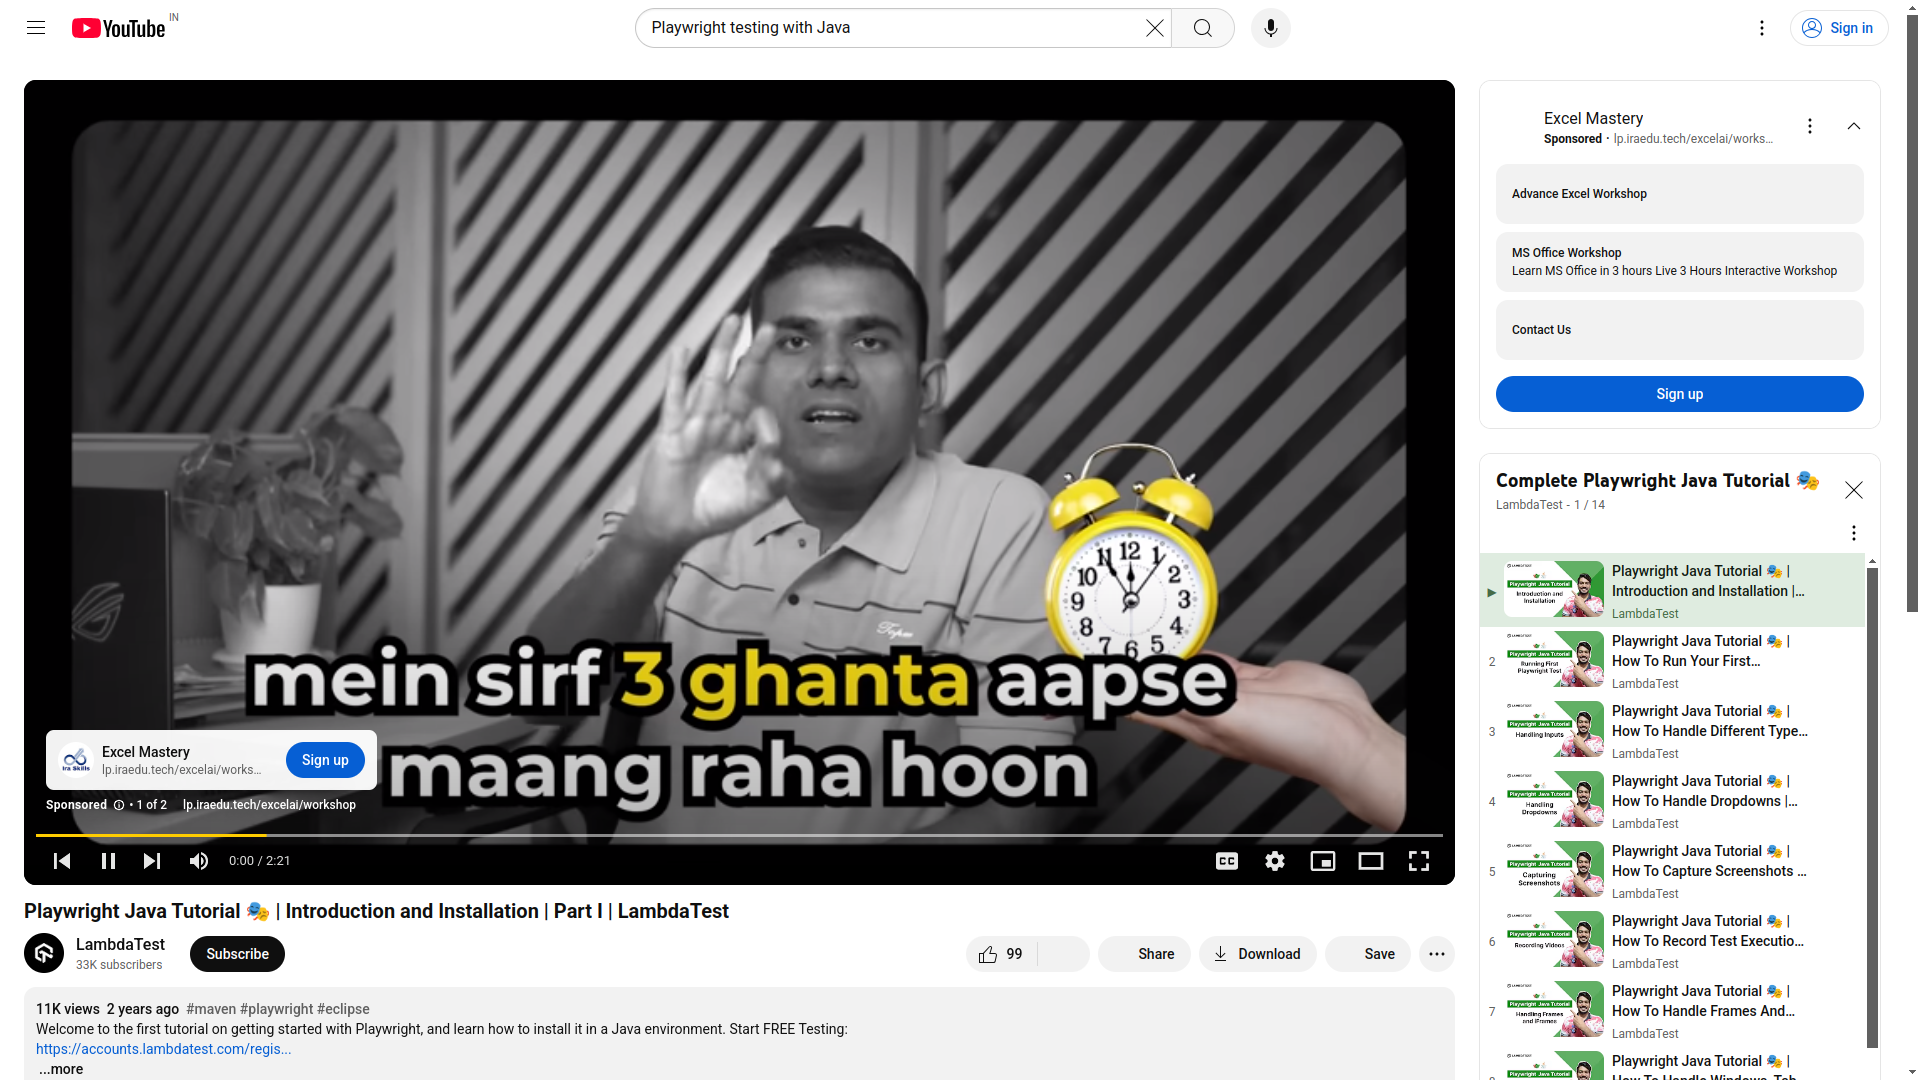 YouTube IN
Playwright testing with Java
Sign in
mein sirf 3 ghanta aapse
maang raha hoon
Excel Mastery
lp.iraedu.tech/excelai/works...
Sign up
Sponsored • 1 of 2 lp.iraedu.tech/excelai/workshop
0:00 / 2:21
CC
Playwright Java Tutorial 🎭 | Introduction and Installation | Part I | LambdaTest
LambdaTest
33K subscribers
Subscribe
99
Share
Download
Save
11K views 2 years ago #maven #playwright #eclipse
Welcome to the first tutorial on getting started with Playwright, and learn how to install it in a Java environment. Start FREE Testing:
https://accounts.lambdatest.com/regis...
...more
Excel Mastery
Sponsored · lp.iraedu.tech/excelai/works...
Advance Excel Workshop
MS Office Workshop
Learn MS Office in 3 hours Live 3 Hours Interactive Workshop
Contact Us
Sign up
Complete Playwright Java Tutorial 🎭
LambdaTest - 1 / 14
Playwright Java Tutorial 🎭 |
Introduction and Installation |...
LambdaTest
2
Playwright Java Tutorial 🎭 |
How To Run Your First...
LambdaTest
3
Playwright Java Tutorial 🎭 |
How To Handle Different Type...
LambdaTest
4
Playwright Java Tutorial 🎭 |
How To Handle Dropdowns |...
LambdaTest
5
Playwright Java Tutorial 🎭 |
How To Capture Screenshots ...
LambdaTest
6
Playwright Java Tutorial 🎭 |
How To Record Test Executio...
LambdaTest
7
Playwright Java Tutorial 🎭 |
How To Handle Frames And...
LambdaTest
Playwright Java Tutorial 🎭 |